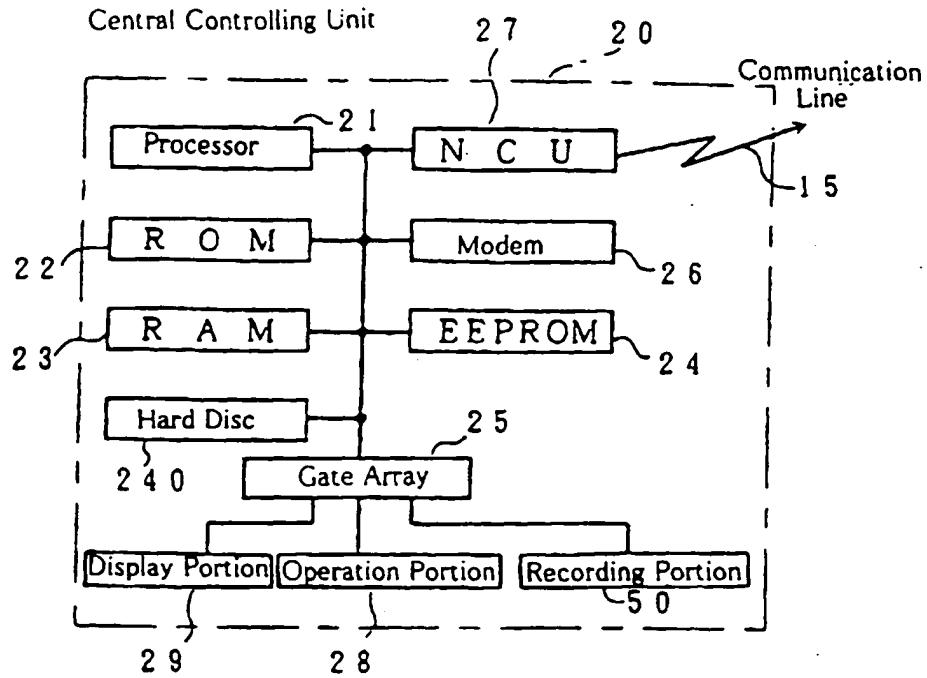 Central Controlling Unit
27
20
Communication
Line
21
Processor
N C U
15
R O M
Modem
22
26
R A M
EEPROM
23
24
Hard Disc
25
240
Gate Array
Display Portion
Operation Portion
Recording Portion
50
29
28